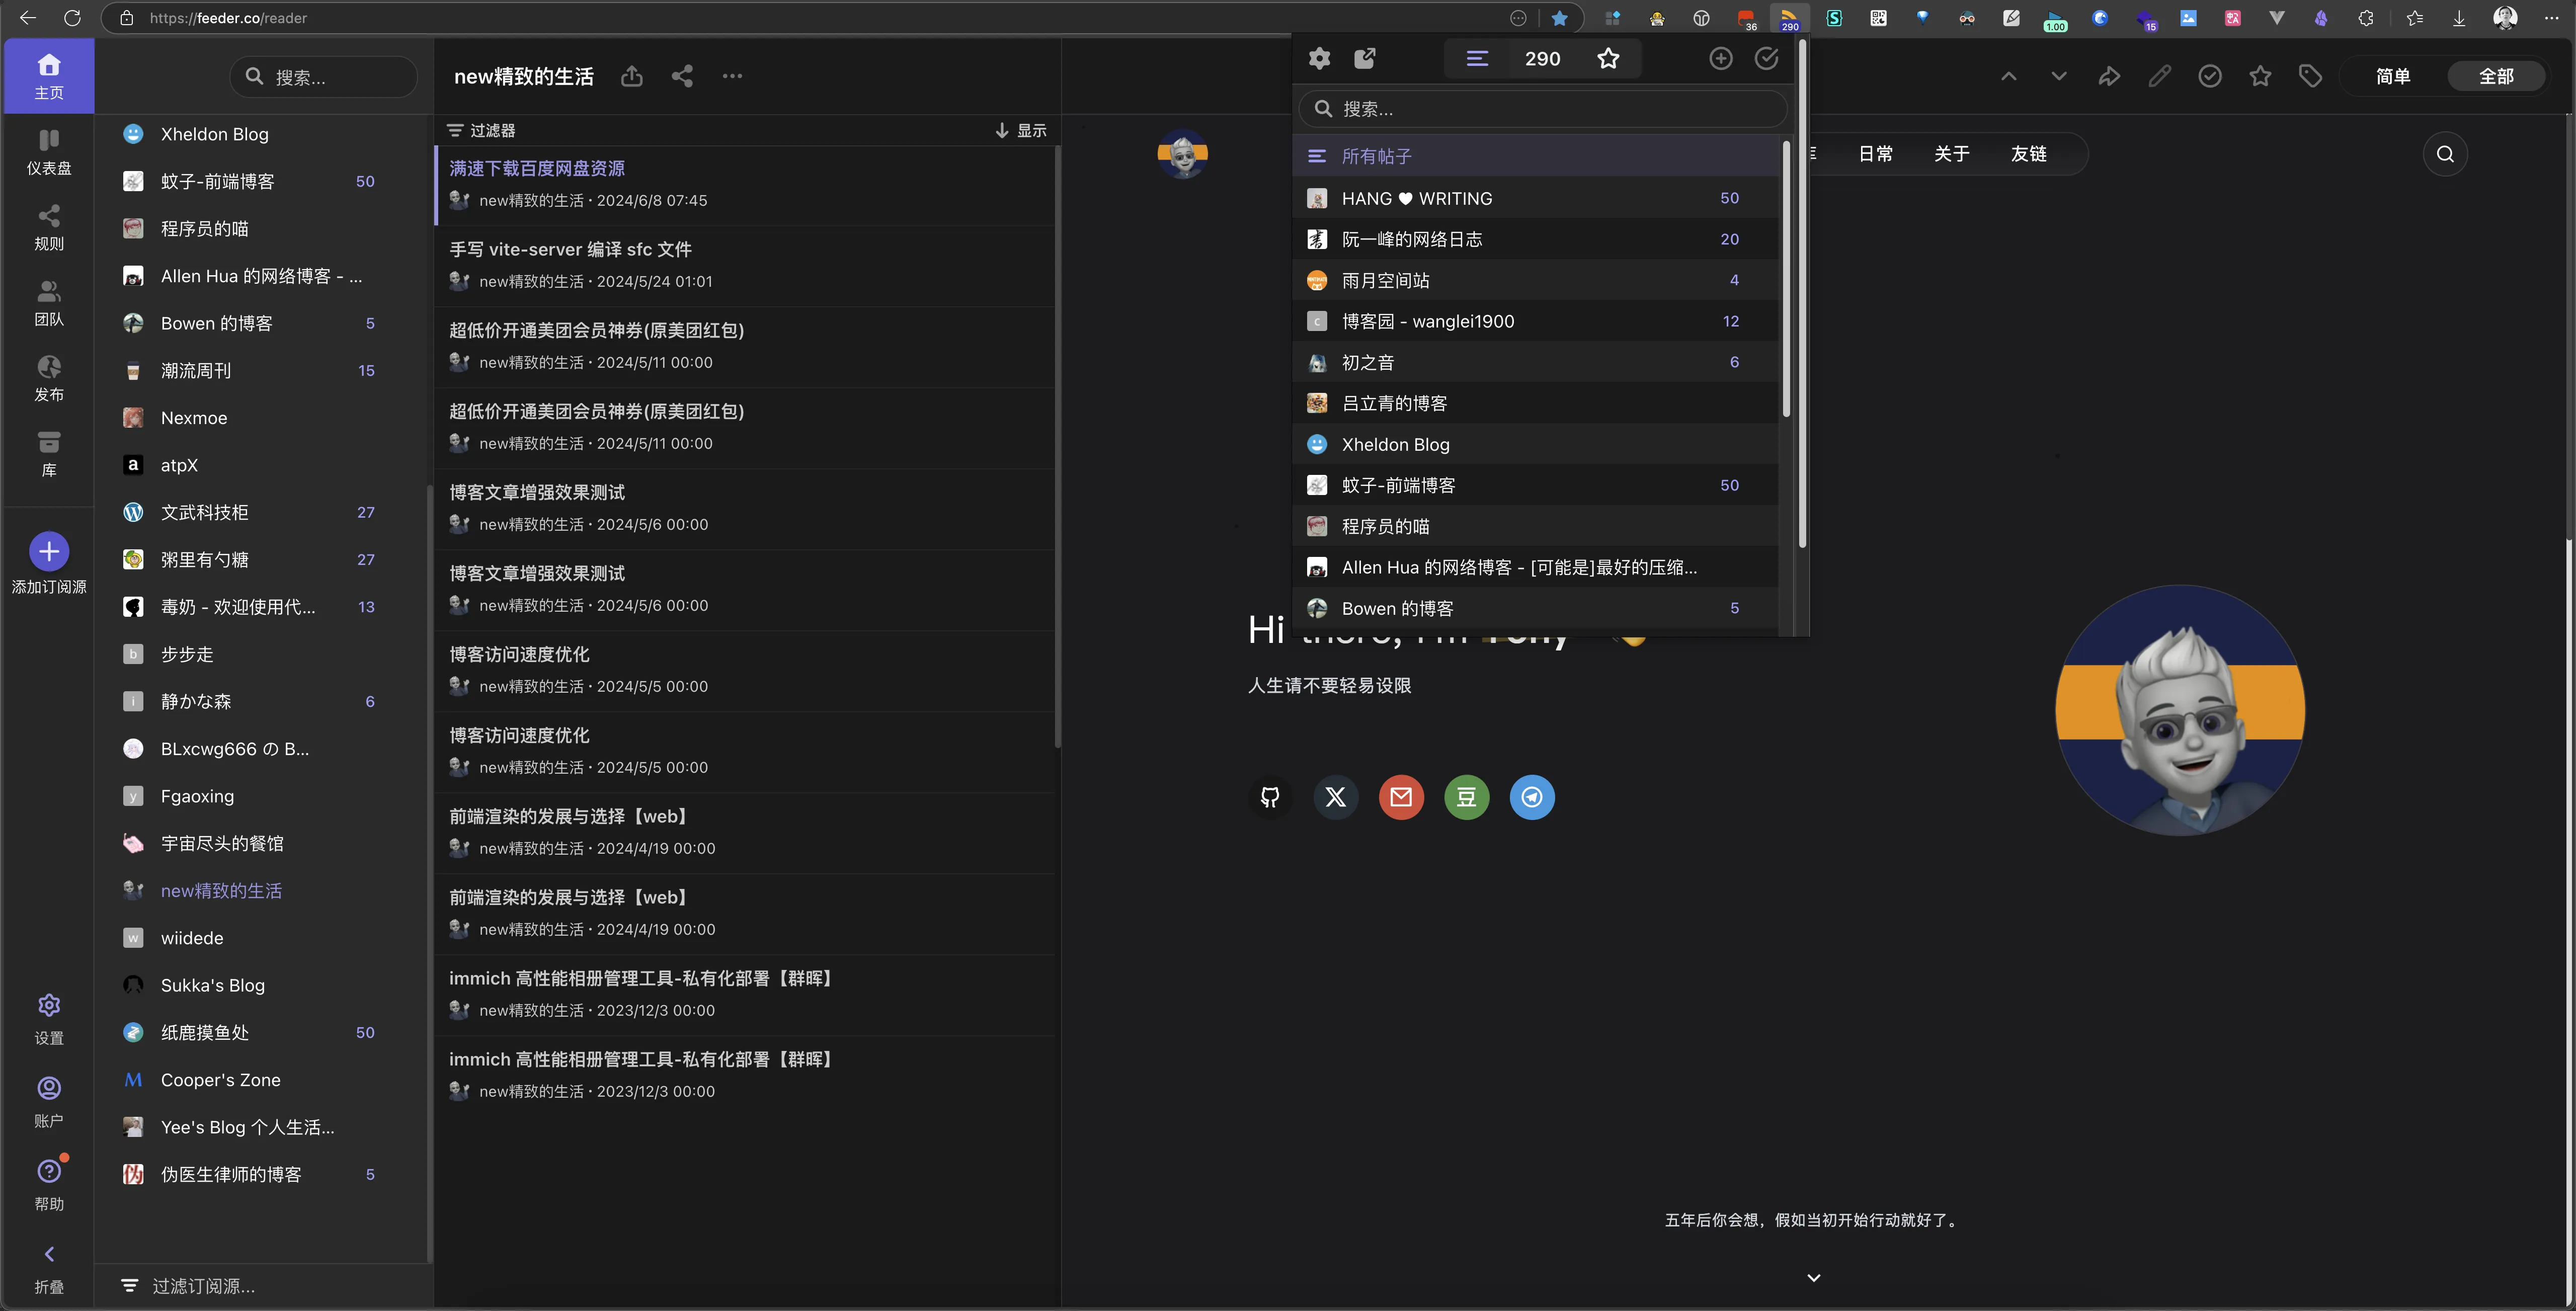 https://feeder.co/reader
36
290
1.00
15
主页
仪表盘
规则
团队
发布
库
添加订阅源
设置
账户
帮助
折叠
搜索...
Xheldon Blog
蚊子-前端博客 50
程序员的喵
Allen Hua 的网络博客 - ...
Bowen 的博客 5
潮流周刊 15
Nexmoe
a atpX
文武科技柜 27
粥里有勺糖 27
毒奶 - 欢迎使用代... 13
b 步步走
i 静かな森 6
BLxcwg666 の B...
y Fgaoxing
宇宙尽头的餐馆
new精致的生活
w wiidede
Sukka's Blog
纸鹿摸鱼处 50
Cooper's Zone
Yee's Blog 个人生活...
伪 伪医生律师的博客 5
过滤订阅源...
new精致的生活
过滤器 显示
满速下载百度网盘资源
new精致的生活 • 2024/6/8 07:45
手写 vite-server 编译 sfc 文件
new精致的生活 • 2024/5/24 01:01
超低价开通美团会员神券(原美团红包)
new精致的生活 • 2024/5/11 00:00
超低价开通美团会员神券(原美团红包)
new精致的生活 • 2024/5/11 00:00
博客文章增强效果测试
new精致的生活 • 2024/5/6 00:00
博客文章增强效果测试
new精致的生活 • 2024/5/6 00:00
博客访问速度优化
new精致的生活 • 2024/5/5 00:00
博客访问速度优化
new精致的生活 • 2024/5/5 00:00
前端渲染的发展与选择【web】
new精致的生活 • 2024/4/19 00:00
前端渲染的发展与选择【web】
new精致的生活 • 2024/4/19 00:00
immich 高性能相册管理工具-私有化部署【群晖】
new精致的生活 • 2023/12/3 00:00
immich 高性能相册管理工具-私有化部署【群晖】
new精致的生活 • 2023/12/3 00:00
290
搜索...
所有帖子
HANG ♥ WRITING 50
阮一峰的网络日志 20
雨月空间站 4
c 博客园 - wanglei1900 12
初之音 6
吕立青的博客
Xheldon Blog
蚊子-前端博客 50
程序员的喵
Allen Hua 的网络博客 - [可能是]最好的压缩...
Bowen 的博客 5
简单 全部
日常 关于 友链
Hi there, I'm
人生请不要轻易设限
豆
五年后你会想，假如当初开始行动就好了。